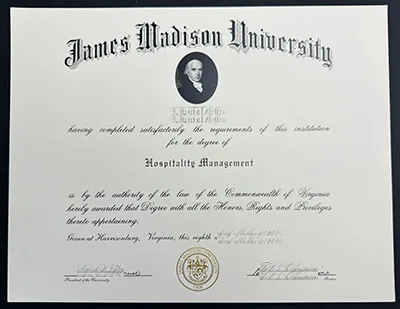 James Madison University
having completed satisfactorily the requirements of this institution
for the degree of
Hospitality Management
is by the authority of the law of the Commonwealth of Virginia
hereby awarded that Degree with all the Honors, Rights and Privileges
thereto appertaining.
Given at Harrisonburg, Virginia, this eighth
President of the University
Rector